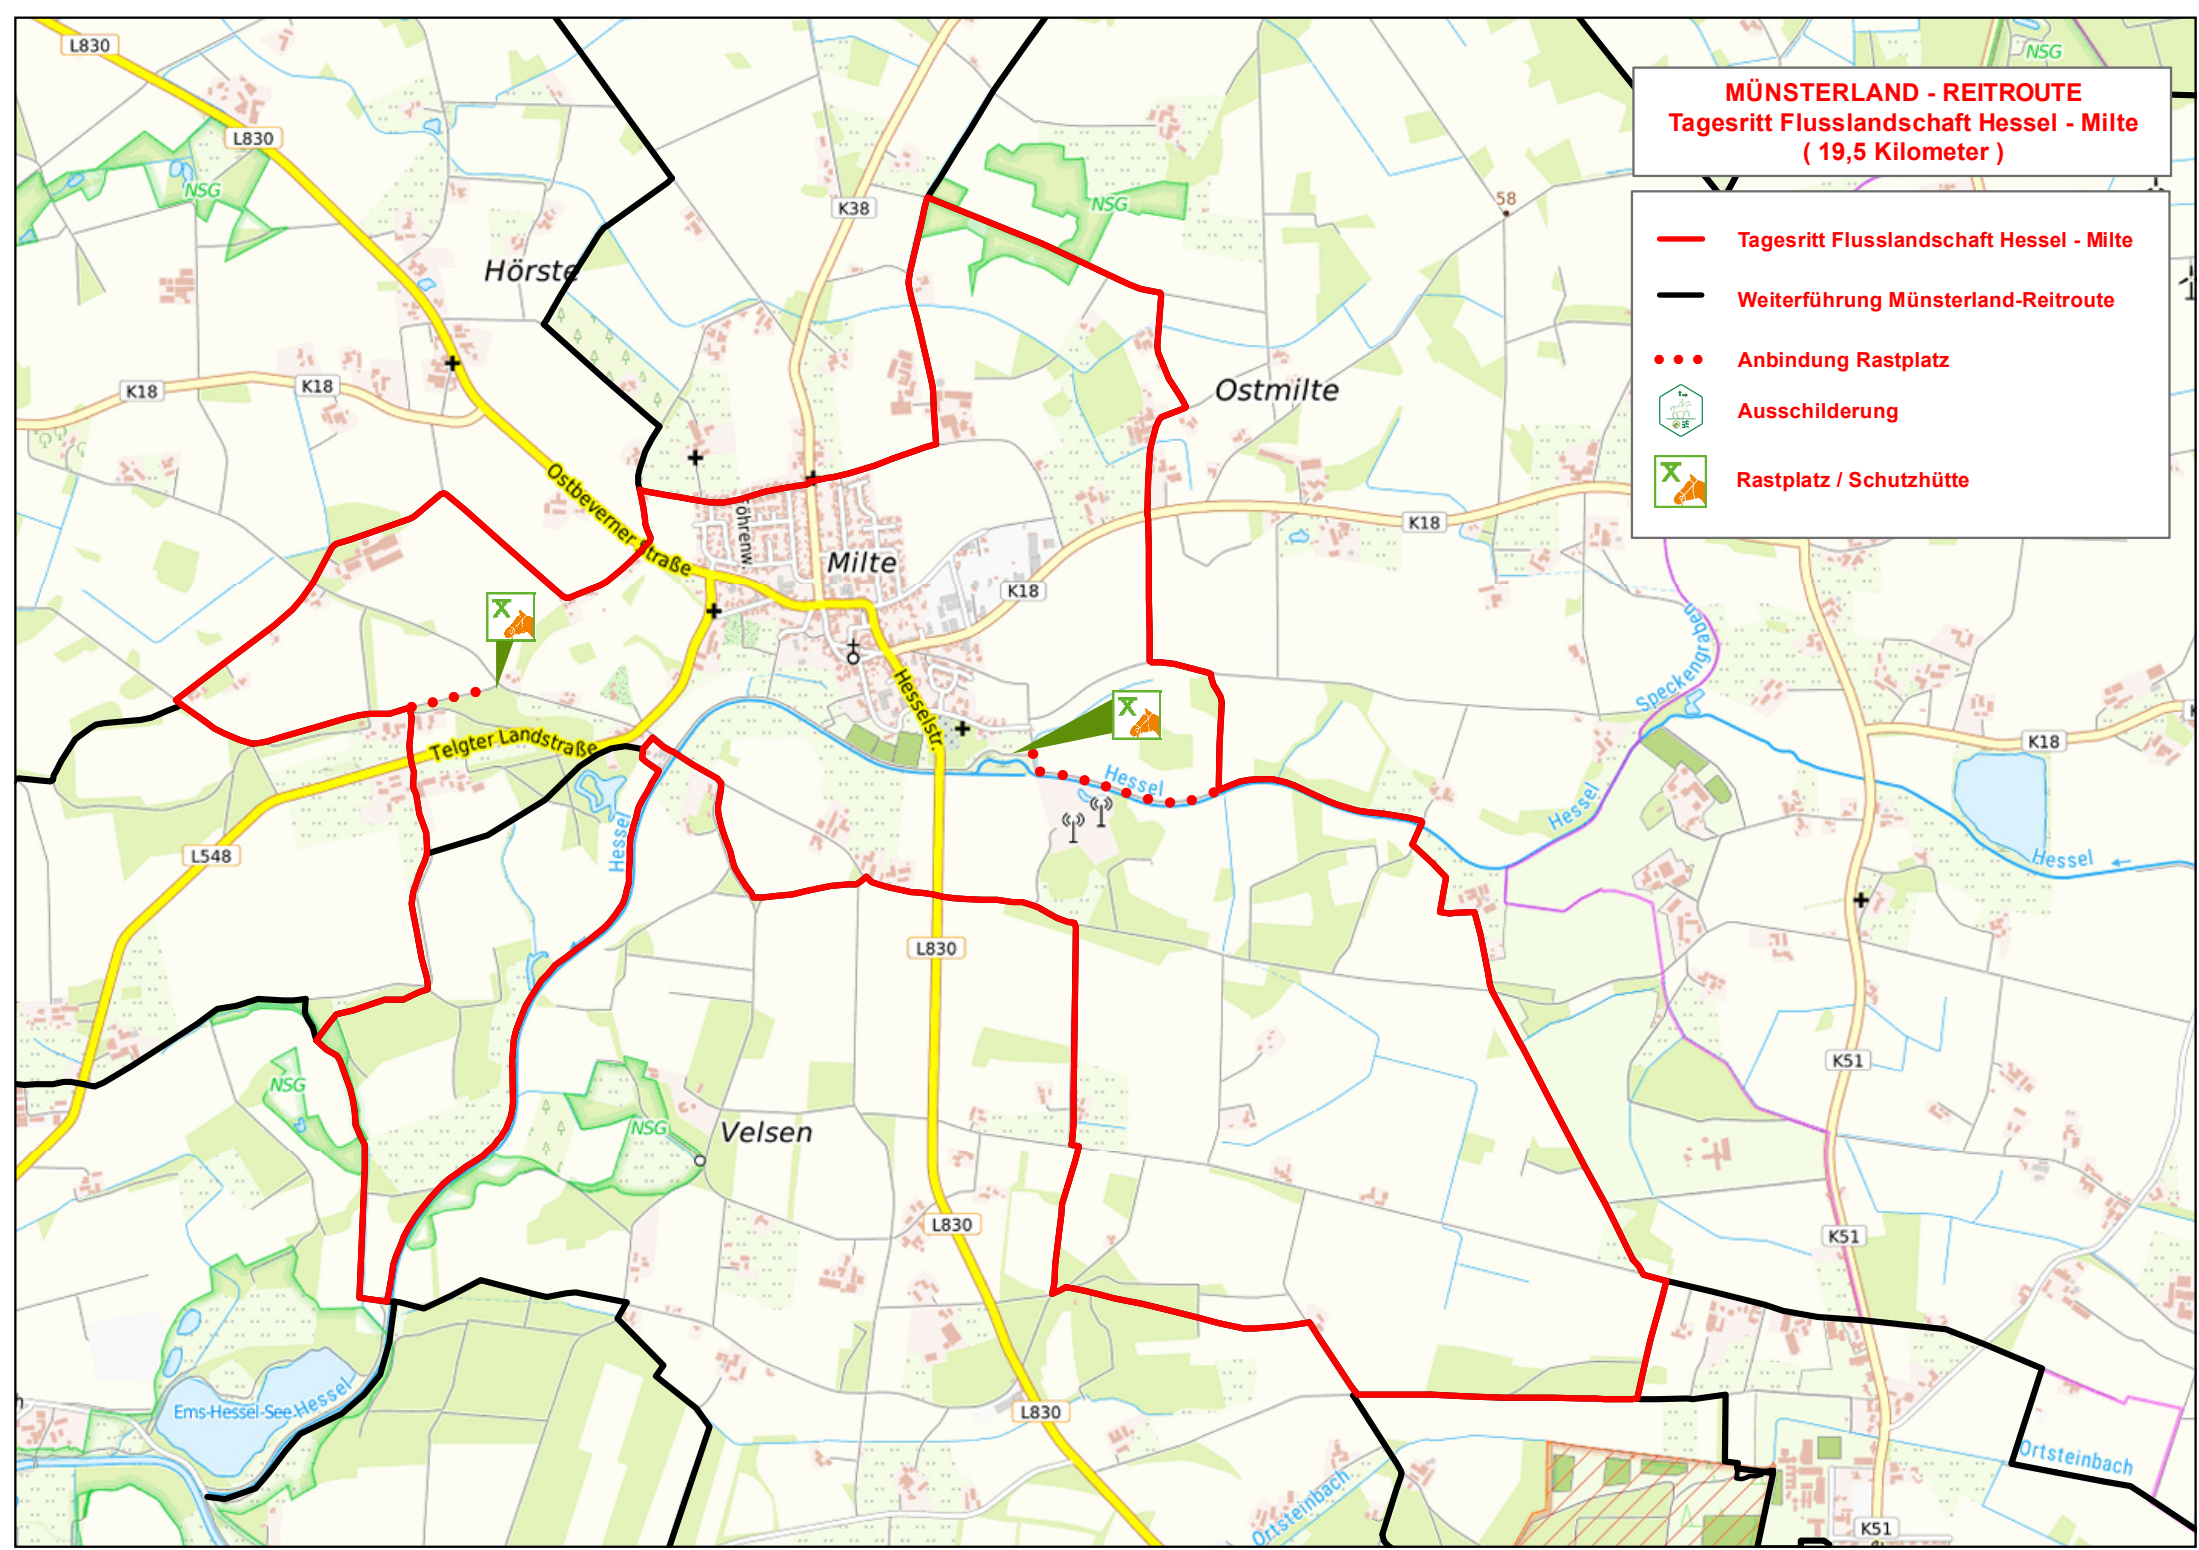 L830
NSG
MÜNSTERLAND - REITROUTE
Tagesritt Flusslandschaft Hessel - Milte
( 19,5 Kilometer )
L830
NSG
K38
NSG
58
Tagesritt Flusslandschaft Hessel - Milte
Hörste
Weiterführung Münsterland-Reitroute
Anbindung Rastplatz
K18
K18
Ostmilte
Ausschilderung
Rastplatz / Schutzhütte
Ostbeverner Straße
öhrenw.
K18
Milte
K18
Speckengraben
Hesselstr.
Telgter Landstraße
K18
Hessel
Hessel
Hessel
L548
Hessel
L830
K51
NSG
NSG
Velsen
L830
K51
Ems-Hessel-See
Hessel
L830
Ortsteinbach
Ortsteinbach
K51